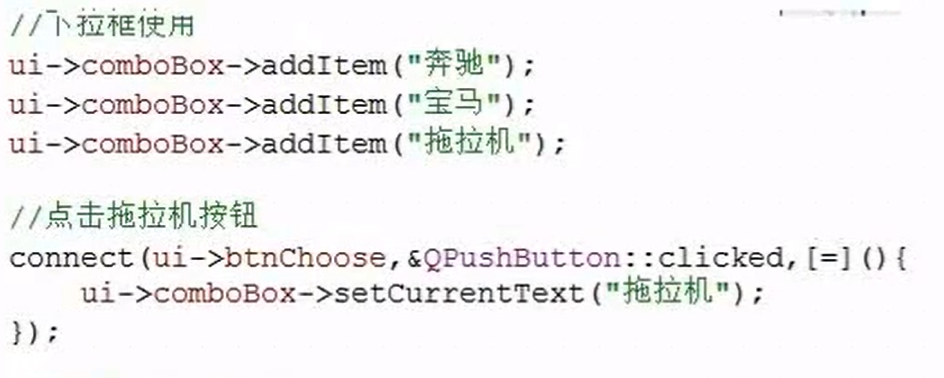 //下拉框使用
ui->comboBox->addItem("奔驰");
ui->comboBox->addItem("宝马");
ui->comboBox->addItem("拖拉机");
//点击拖拉机按钮
connect(ui->btnChoose,&QPushButton::clicked,[=](){
    ui->comboBox->setCurrentText("拖拉机");
});